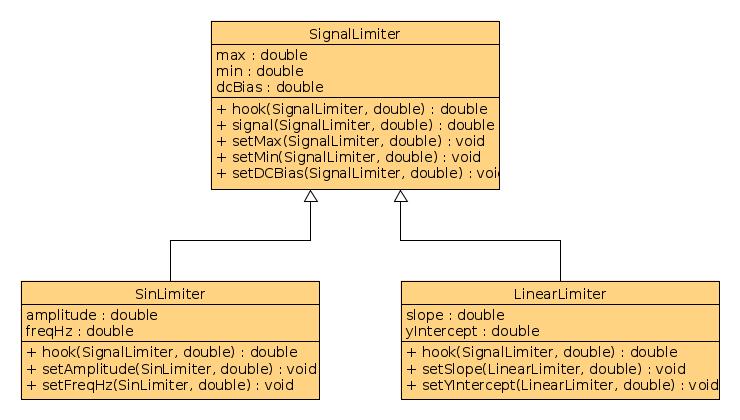 SignalLimiter
max : double
min : double
dcBias : double
+ hook(SignalLimiter, double) : double
+ signal(SignalLimiter, double) : double
+ setMax(SignalLimiter, double) : void
+ setMin(SignalLimiter, double) : void
+ setDCBias(SignalLimiter, double) : voi
SinLimiter
amplitude : double
freqHz : double
+ hook(SignalLimiter, double) : double
+ setAmplitude(SinLimiter, double) : void
+ setFreqHz(SinLimiter, double) : void
LinearLimiter
slope : double
yIntercept : double
+ hook(SignalLimiter, double) : double
+ setSlope(LinearLimiter, double) : void
+ setYIntercept(LinearLimiter, double) : void